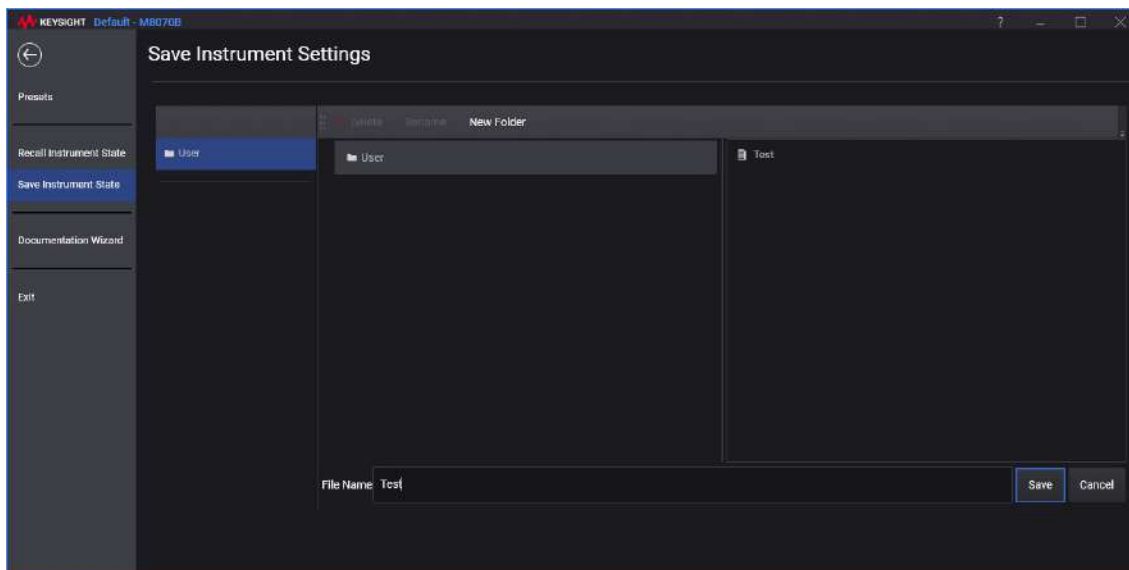 KEYSIGHT Default - M8070B ?
Save Instrument Settings
Presets
Delete Rename New Folder
Recall Instrument State
User
User
Test
Save Instrument State
Documentation Wizard
Exit
File Name Test Save Cancel